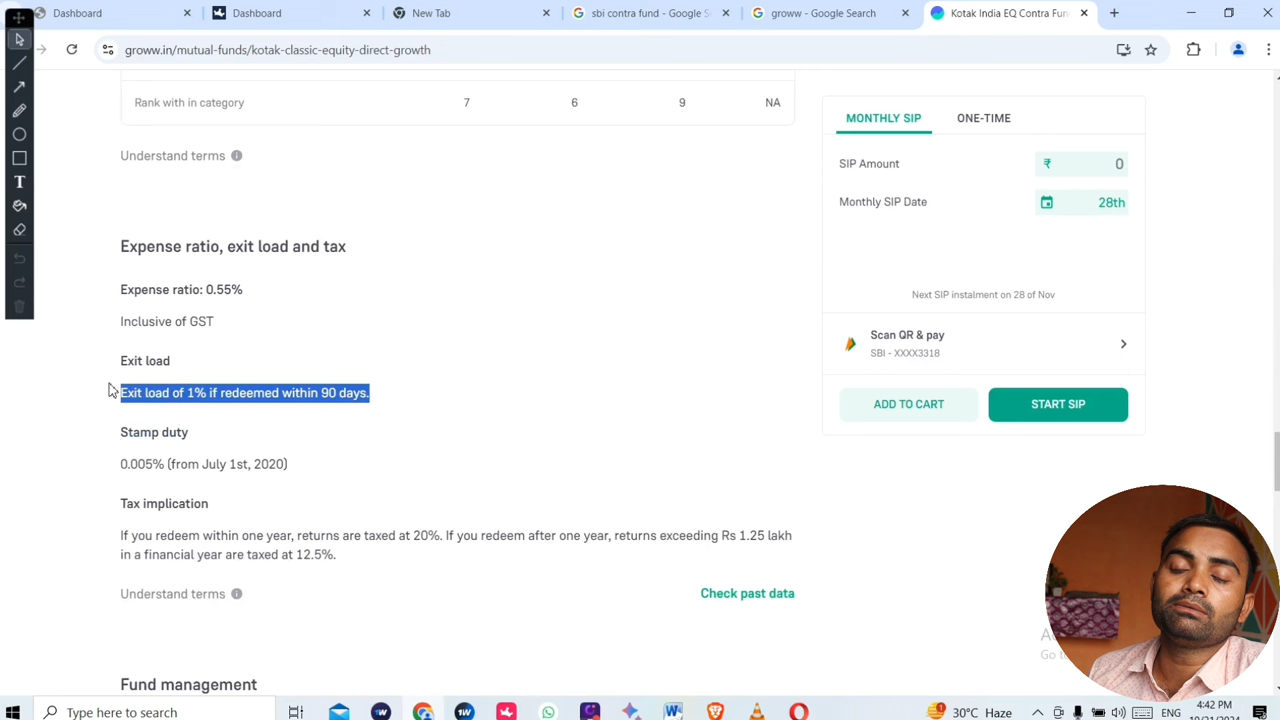 Dashboard
Dashboard
New Tab
sbi contra fund - Google
groww - Google Search
Kotak India EQ Contra Fun
groww.in/mutual-funds/kotak-classic-equity-direct-growth
Rank with in category 7 6 9 NA
Understand terms
Expense ratio, exit load and tax
Expense ratio: 0.55%
Inclusive of GST
Exit load
Exit load of 1% if redeemed within 90 days.
Stamp duty
0.005% (from July 1st, 2020)
Tax implication
If you redeem within one year, returns are taxed at 20%. If you redeem after one year, returns exceeding Rs 1.25 lakh
in a financial year are taxed at 12.5%.
Understand terms
Check past data
Fund management
MONTHLY SIP ONE-TIME
SIP Amount ₹ 0
Monthly SIP Date 28th
Next SIP instalment on 28 of Nov
Scan QR & pay
SBI - XXXX3318
ADD TO CART START SIP
Go to
T
Type here to search
30°C Haze
4:42 PM